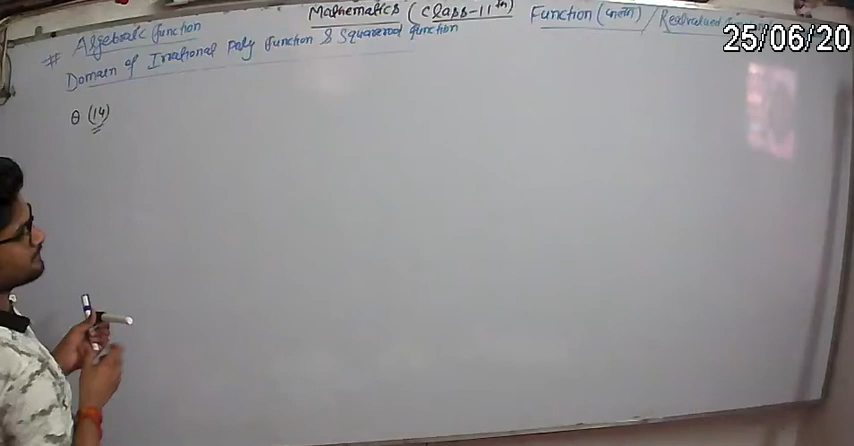 Mathematics (Class-11th) Function (फलन) / Realvalued
25/06/20
# Algebraic function
Domain of Irrational Poly function & Squareroot function
θ (14)